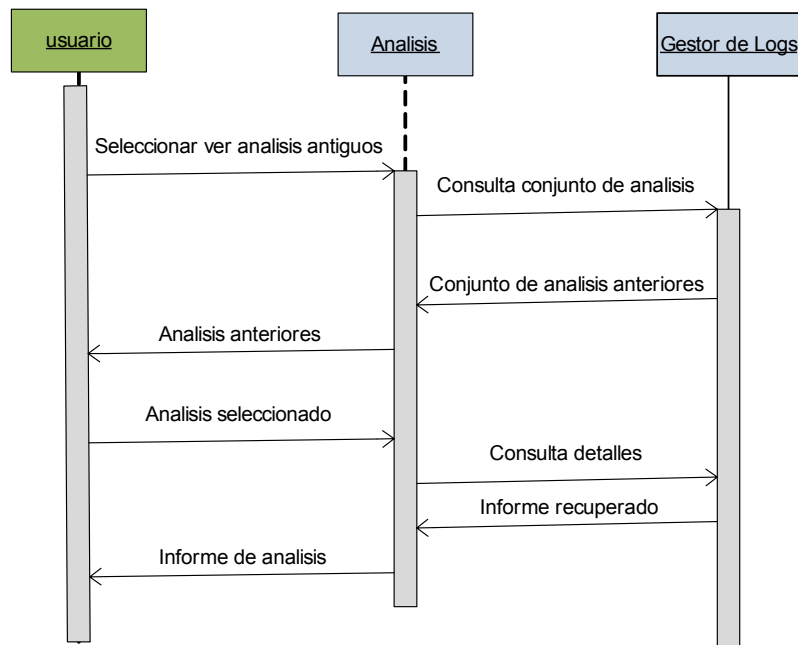 usuario
Analisis
Gestor de Logs
Seleccionar ver analisis antiguos
Consulta conjunto de analisis
Conjunto de analisis anteriores
Analisis anteriores
Analisis seleccionado
Consulta detalles
Informe recuperado
Informe de analisis